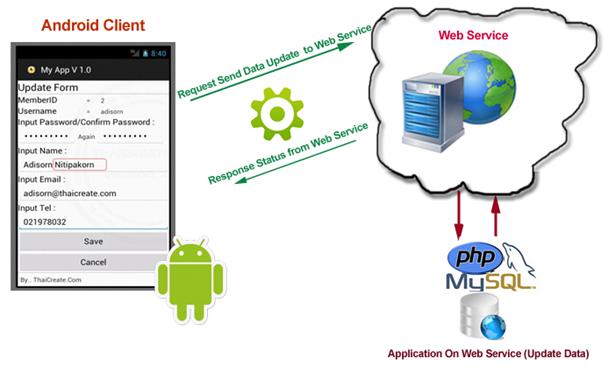 Android Client
8:40
My App V 1.0
Update Form
MemberID = 2
Username = adisorn
Input Password/Confirm Password :
••••••••• Again •••••••••
Input Name :
Adisorn Nitipakorn
Input Email :
adisorn@thaicreate.com
Input Tel :
021978032
Save
Cancel
By.. ThaiCreate.Com
Request Send Data Update to Web Service
Response Status from Web Service
Web Service
php
MySQL
Application On Web Service (Update Data)